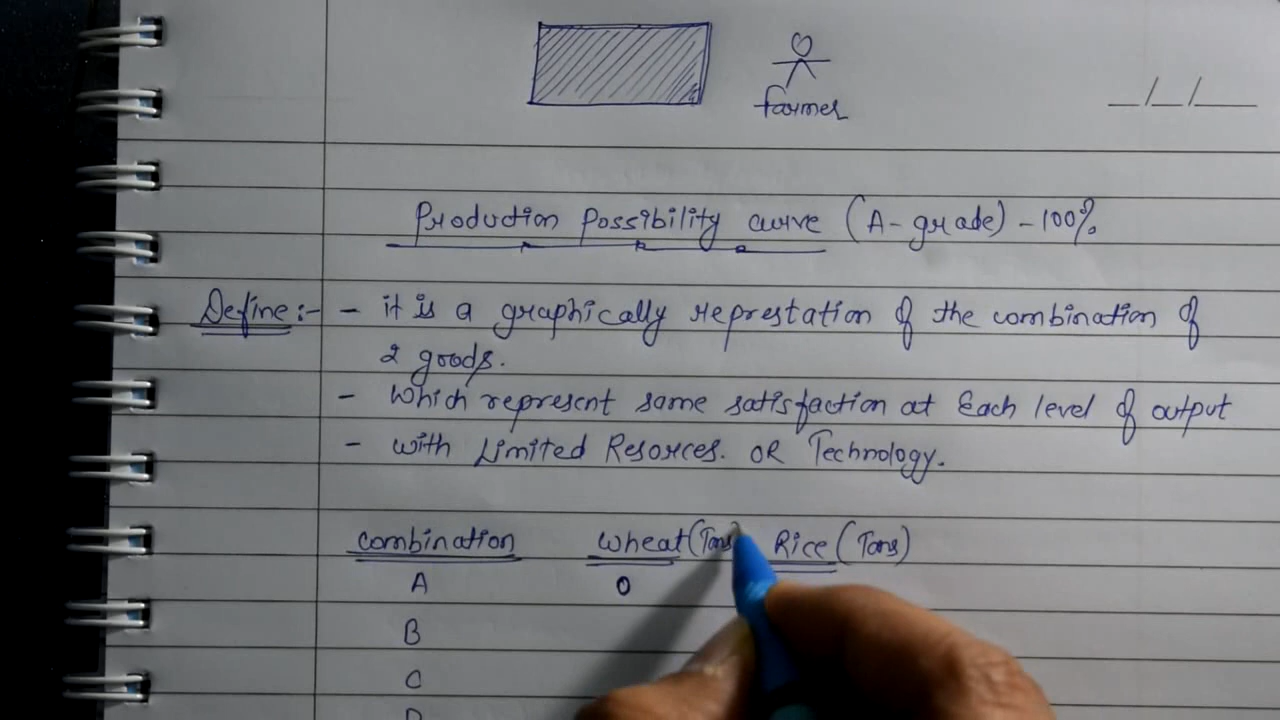 farmer
__/__/____
Production Possibility curve (A-grade) - 100%
Define :- - it is a graphically represtation of the combination of
2 goods.
- Which represent same satisfaction at Each level of output
- with Limited Resorces. OR Technology.
combination Wheat (Tons) Rice (Tons)
A 0
B
C
D